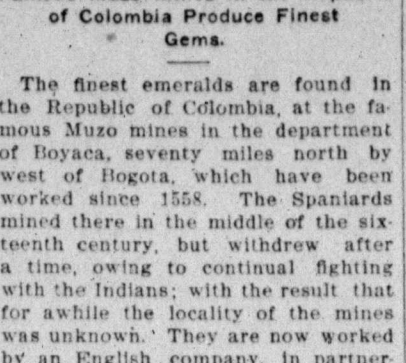 of Colombia Produce Finest
Gems.
The finest emeralds are found in
the Republic of Colombia, at the fa-
mous Muzo mines in the department
of Boyaca, seventy miles north by
west of Bogota, which have been
worked since 1558. The Spaniards
mined there in the middle of the six-
teenth century, but withdrew after
a time, owing to continual fighting
with the Indians; with the result that
for awhile the locality of the mines
was unknown. They are now worked
by an English company in partner-